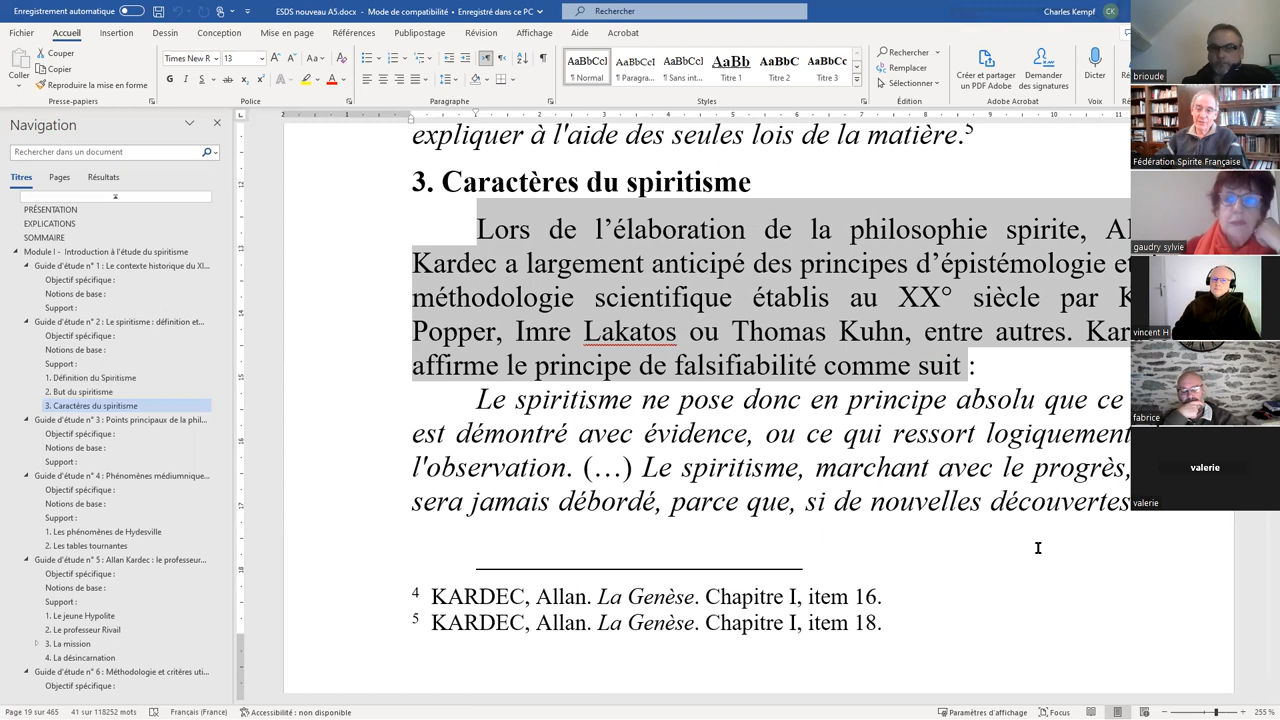 Enregistrement automatique
ESDS nouveau A5.docx - Mode de compatibilité • Enregistré dans ce PC
Rechercher
Charles Kempf
CK
Fichier Accueil Insertion Dessin Conception Mise en page Références Publipostage Révision Affichage Aide Acrobat
Coller
Couper
Copier
Reproduire la mise en forme
Presse-papiers
Times New R 13
Police
Paragraphe
AaBbCcI AaBbCcI AaBbCcI AaBb AaBbC AaBbCc
¶ Normal ¶ Paragra... ¶ Sans int... Titre 1 Titre 2 Titre 3
Styles
Rechercher
Remplacer
Sélectionner
Édition
Créer et partager un PDF Adobe
Demander des signatures
Adobe Acrobat
Dicter
Voix
Navigation
Rechercher dans un document
Titres Pages Résultats
PRÉSENTATION
EXPLICATIONS
SOMMAIRE
Module I - Introduction à l'étude du spiritisme
Guide d'étude n° 1 : Le contexte historique du XI...
Objectif spécifique :
Notions de base :
Support :
Guide d'étude n° 2 : Le spiritisme : définition et...
Objectif spécifique :
Notions de base :
Support :
1. Définition du Spiritisme
2. But du spiritisme
3. Caractères du spiritisme
Guide d'étude n° 3 : Points principaux de la phil...
Objectif spécifique :
Notions de base :
Support :
Guide d'étude n° 4 : Phénomènes médiumnique...
Objectif spécifique :
Notions de base :
Support :
1. Les phénomènes de Hydesville
2. Les tables tournantes
Guide d'étude n° 5 : Allan Kardec : le professeur...
Objectif spécifique :
Notions de base :
Support :
1. Le jeune Hypolite
2. Le professeur Rivail
3. La mission
4. La désincarnation
Guide d'étude n° 6 : Méthodologie et critères uti...
Objectif spécifique :
expliquer à l'aide des seules lois de la matière.5
3. Caractères du spiritisme
Lors de l’élaboration de la philosophie spirite, Al
Kardec a largement anticipé des principes d’épistémologie et
méthodologie scientifique établis au XX° siècle par K
Popper, Imre Lakatos ou Thomas Kuhn, entre autres. Kar
affirme le principe de falsifiabilité comme suit :
Le spiritisme ne pose donc en principe absolu que ce
est démontré avec évidence, ou ce qui ressort logiquement
l'observation. (…) Le spiritisme, marchant avec le progrès,
sera jamais débordé, parce que, si de nouvelles découvertes
4 KARDEC, Allan. La Genèse. Chapitre I, item 16.
5 KARDEC, Allan. La Genèse. Chapitre I, item 18.
brioude
Fédération Spirite Française
gaudry sylvie
vincent H
fabrice
valerie
valerie
Page 19 sur 465 41 sur 118252 mots Français (France) Accessibilité : non disponible
Paramètres d'affichage Focus 255 %